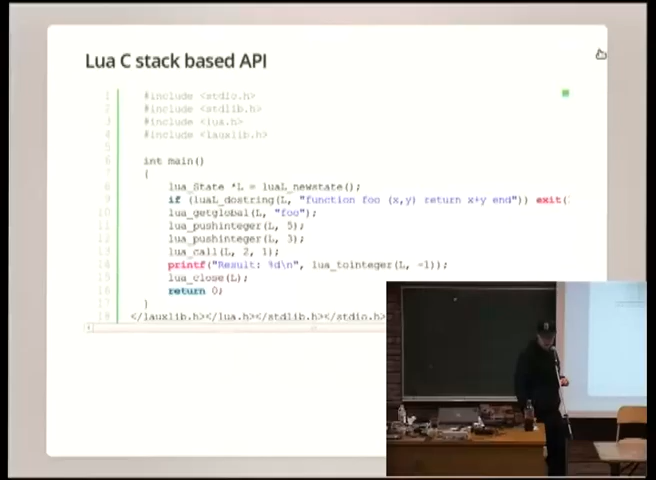 Lua C stack based API
1 #include <stdio.h>
2 #include <stdlib.h>
3 #include <lua.h>
4 #include <lauxlib.h>
5
6 int main()
7 {
8 lua_State *L = luaL_newstate();
9 if (luaL_dostring(L, "function foo (x,y) return x+y end")) exit(
10 lua_getglobal(L, "foo");
11 lua_pushinteger(L, 5);
12 lua_pushinteger(L, 3);
13 lua_call(L, 2, 1);
14 printf("Result: %d\n", lua_tointeger(L, -1));
15 lua_close(L);
16 return 0;
17 }
18 </lauxlib.h></lua.h></stdlib.h></stdio.h>